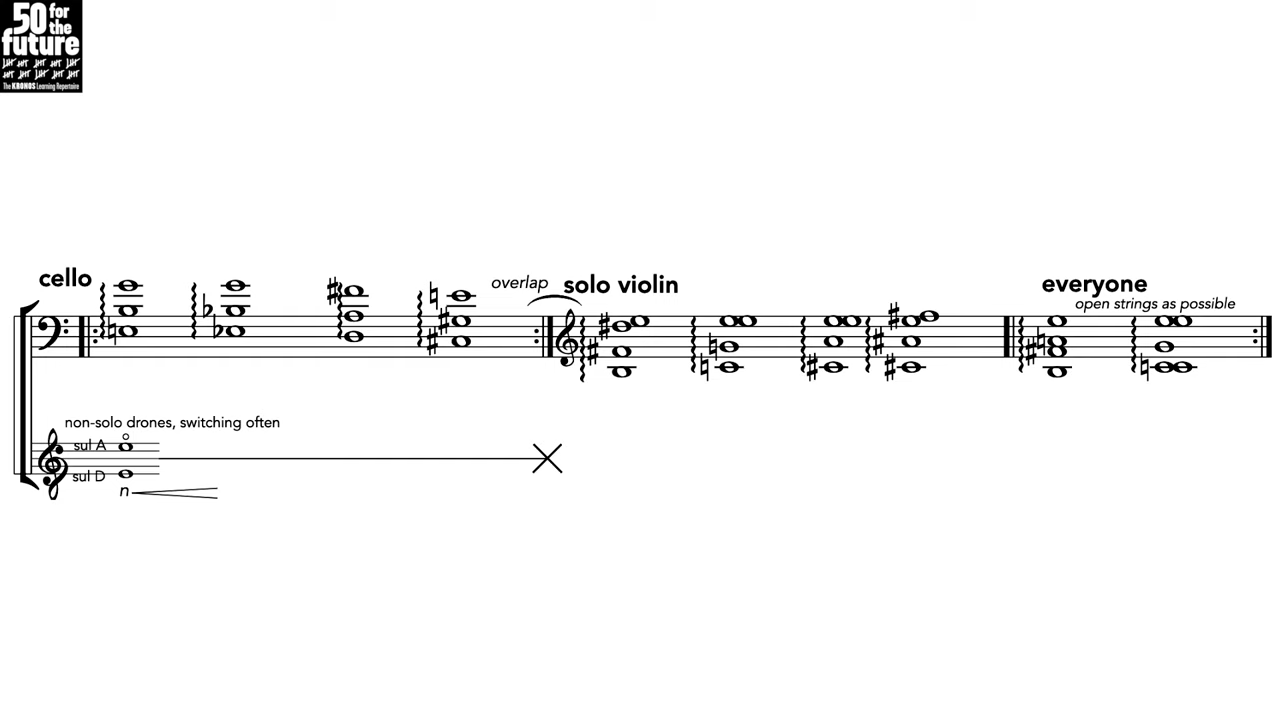 50 for
the
future
The KRONOS Learning Repertoire
cello
overlap
solo violin
everyone
open strings as possible
non-solo drones, switching often
sul A
sul D
n